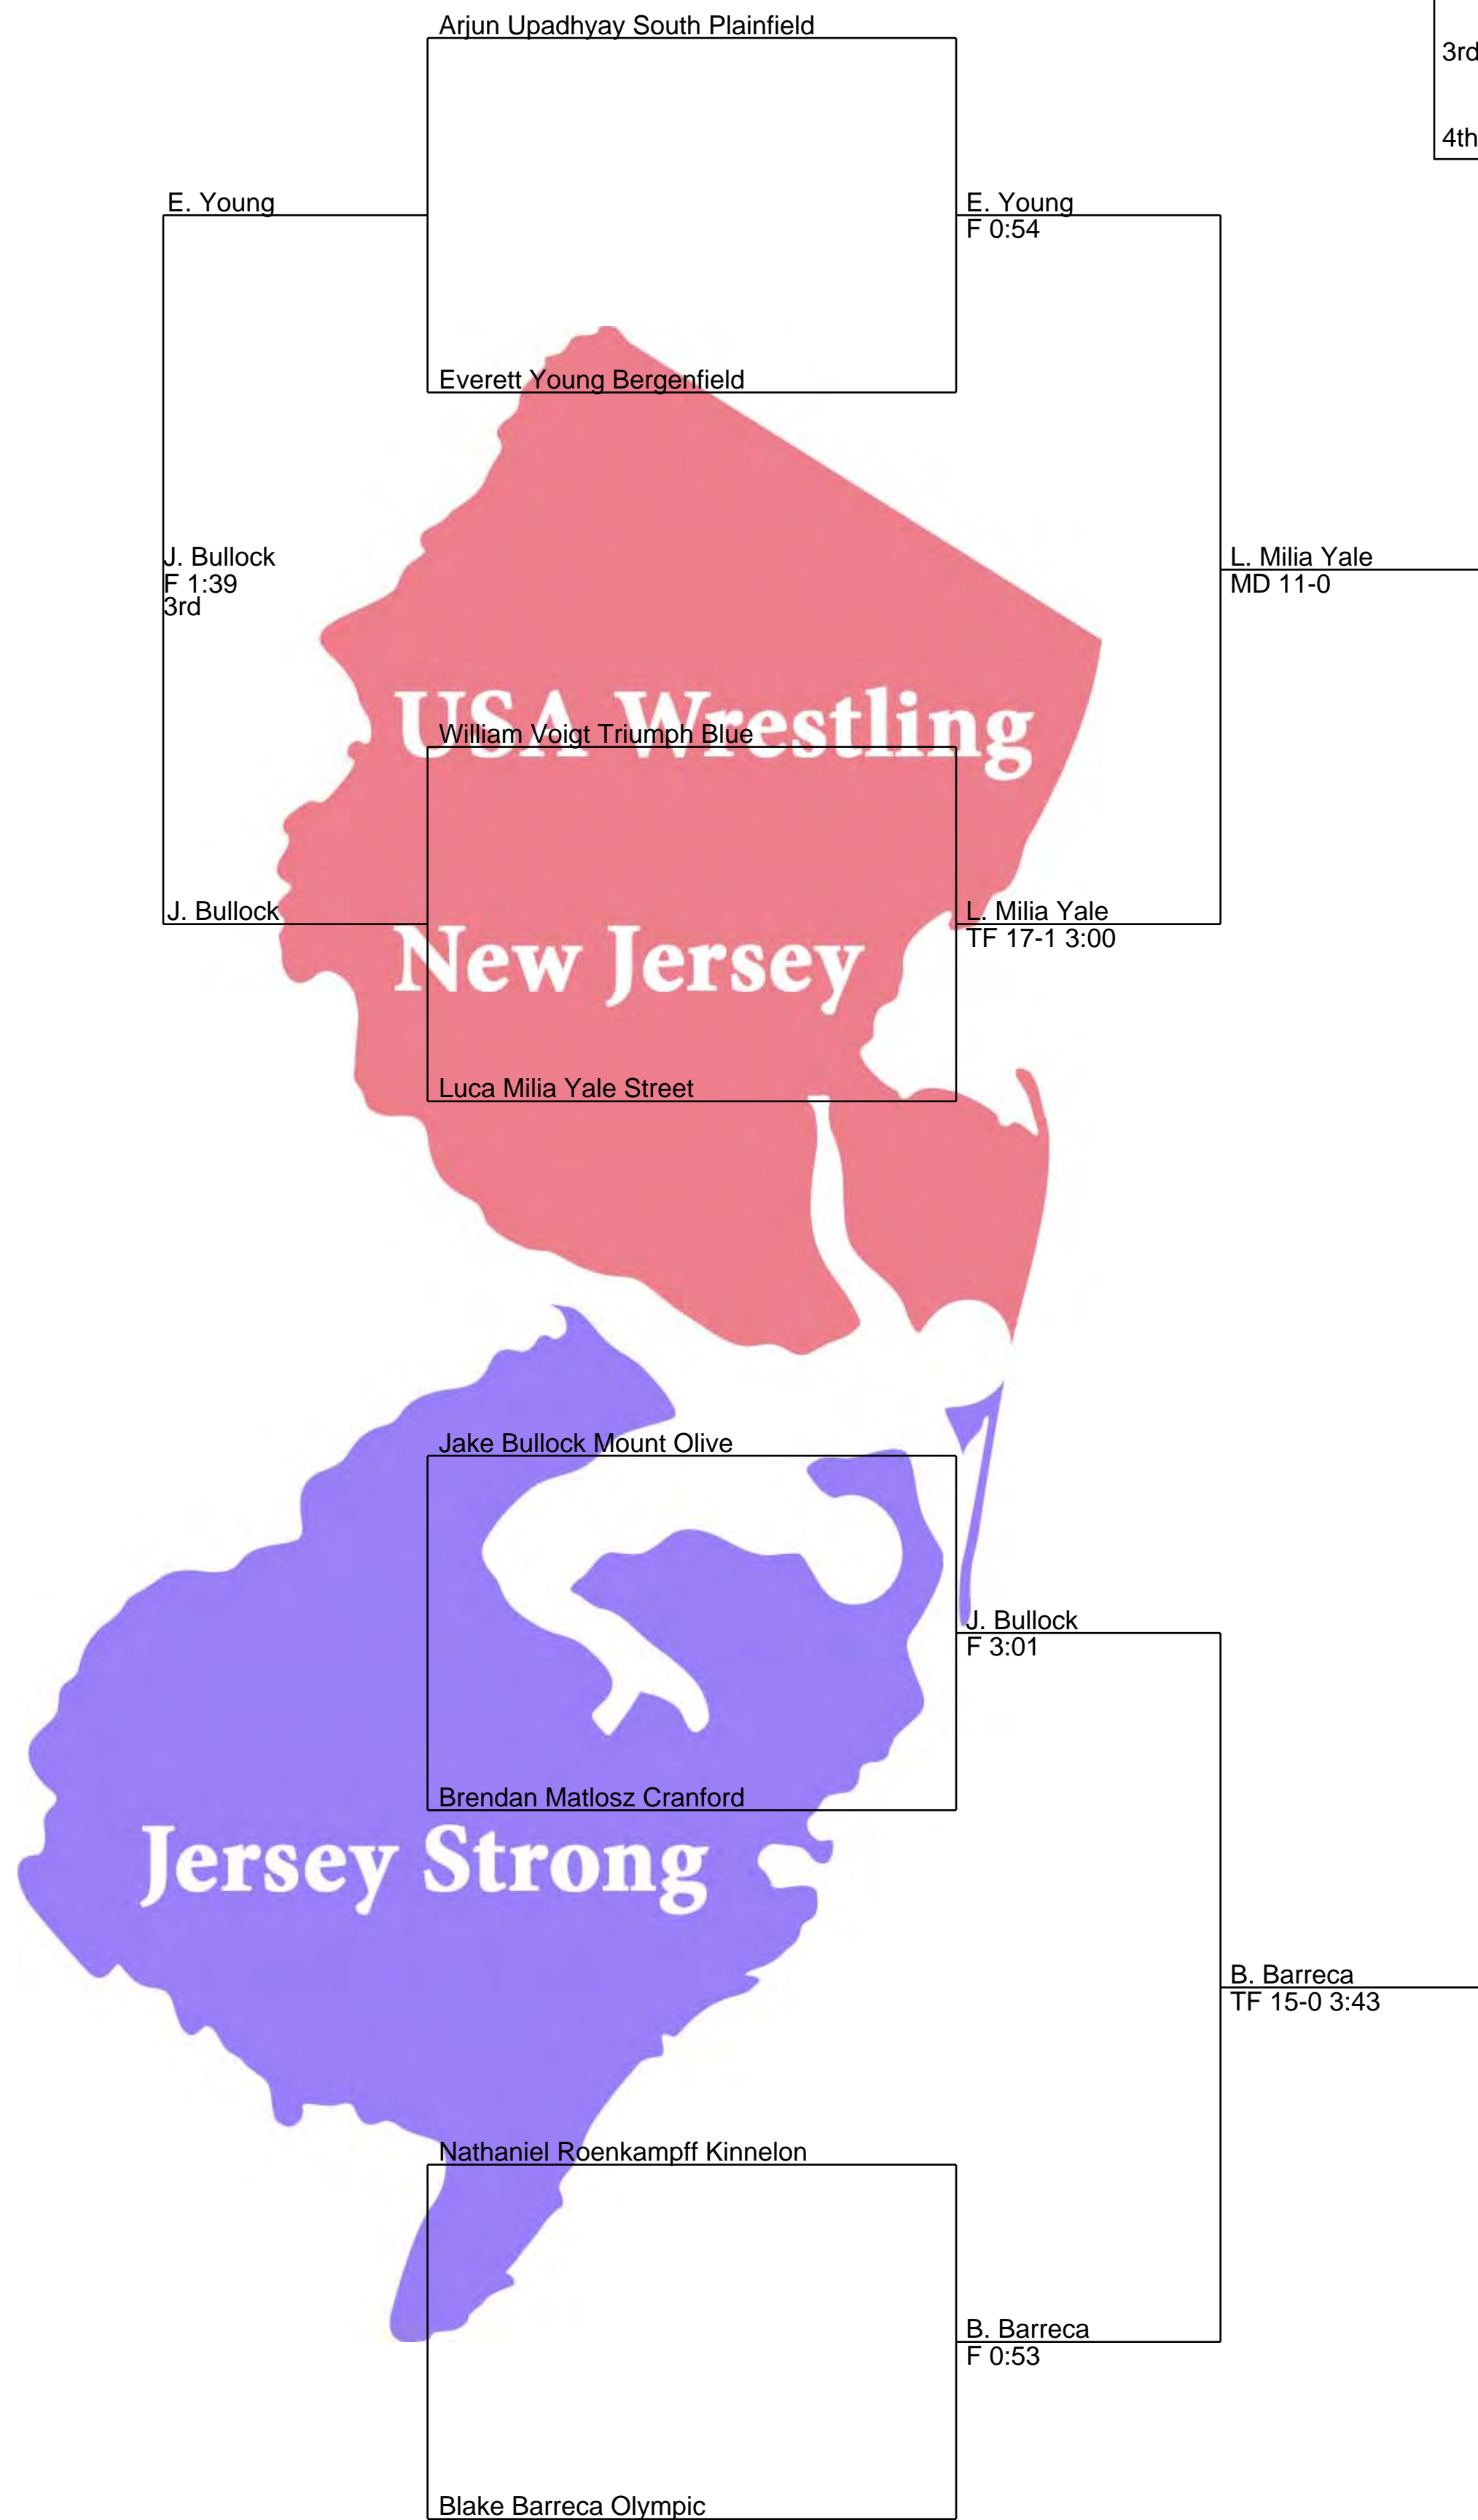 Arjun Upadhyay South Plainfield
3rd
4th
E. Young
E. Young
F 0:54
Everett Young Bergenfield
J. Bullock
F 1:39
3rd
L. Milia Yale
MD 11-0
USA Wrestling
William Voigt Triumph Blue
J. Bullock
L. Milia Yale
TF 17-1 3:00
New Jersey
Luca Milia Yale Street
Jake Bullock Mount Olive
J. Bullock
F 3:01
Brendan Matlosz Cranford
Jersey Strong
B. Barreca
TF 15-0 3:43
Nathaniel Roenkampff Kinnelon
B. Barreca
F 0:53
Blake Barreca Olympic